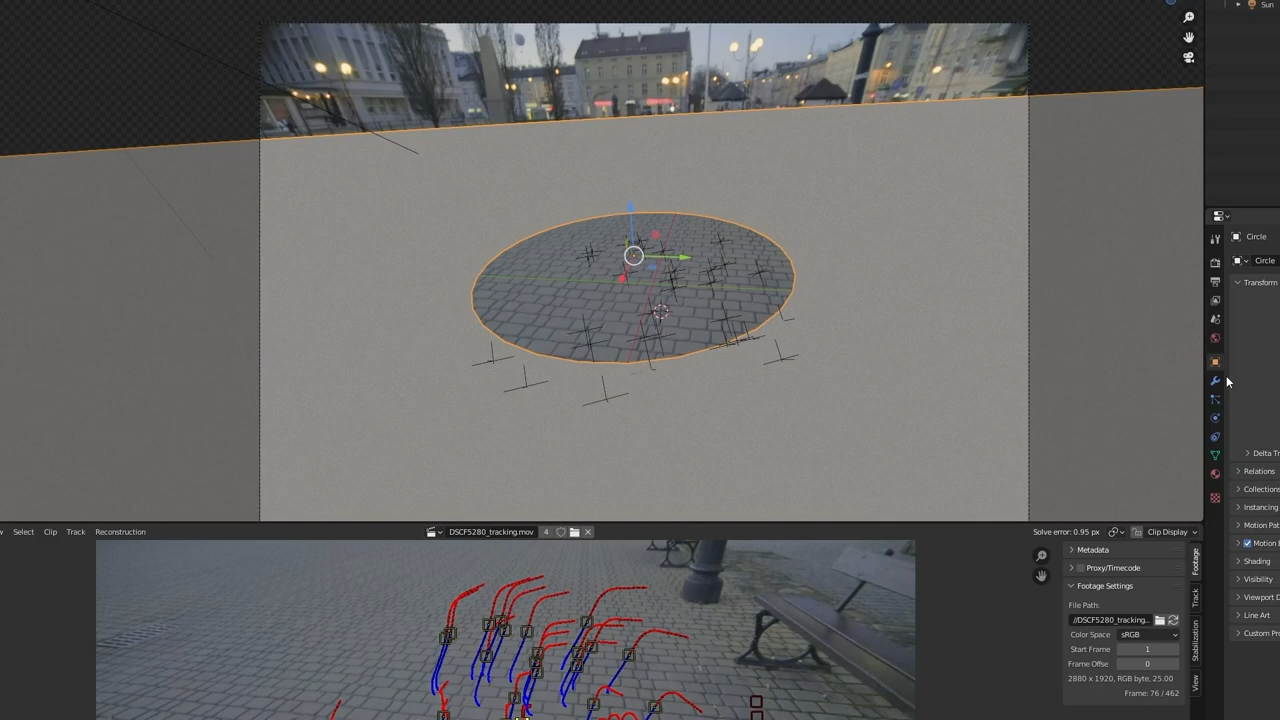 Sun
Circle
Circle
Transform
Delta Tr
Relations
Collections
Instancing
Motion Pat
Motion B
Shading
Visibility
Viewport D
Line Art
Custom Pro
Select Clip Track Reconstruction DSCF5280_tracking.mov 4 Solve error: 0.95 px Clip Display
Metadata
Proxy/Timecode
Footage Settings
File Path:
//DSCF5280_tracking...
Color Space sRGB
Start Frame 1
Frame Offse 0
2880 x 1920, RGB byte, 25.00
Frame: 76 / 462
Footage
Track
Stabilization
View